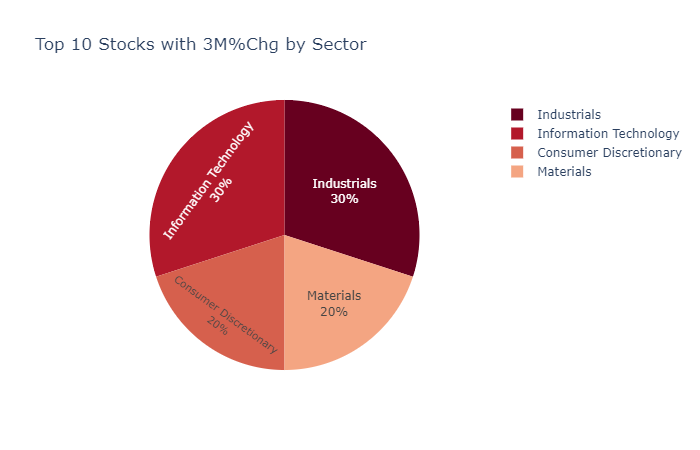 Top 10 Stocks with 3M%Chg by Sector
Industrials
Information Technology
Consumer Discretionary
Materials
Industrials
30%
Information Technology
30%
Consumer Discretionary
20%
Materials
20%